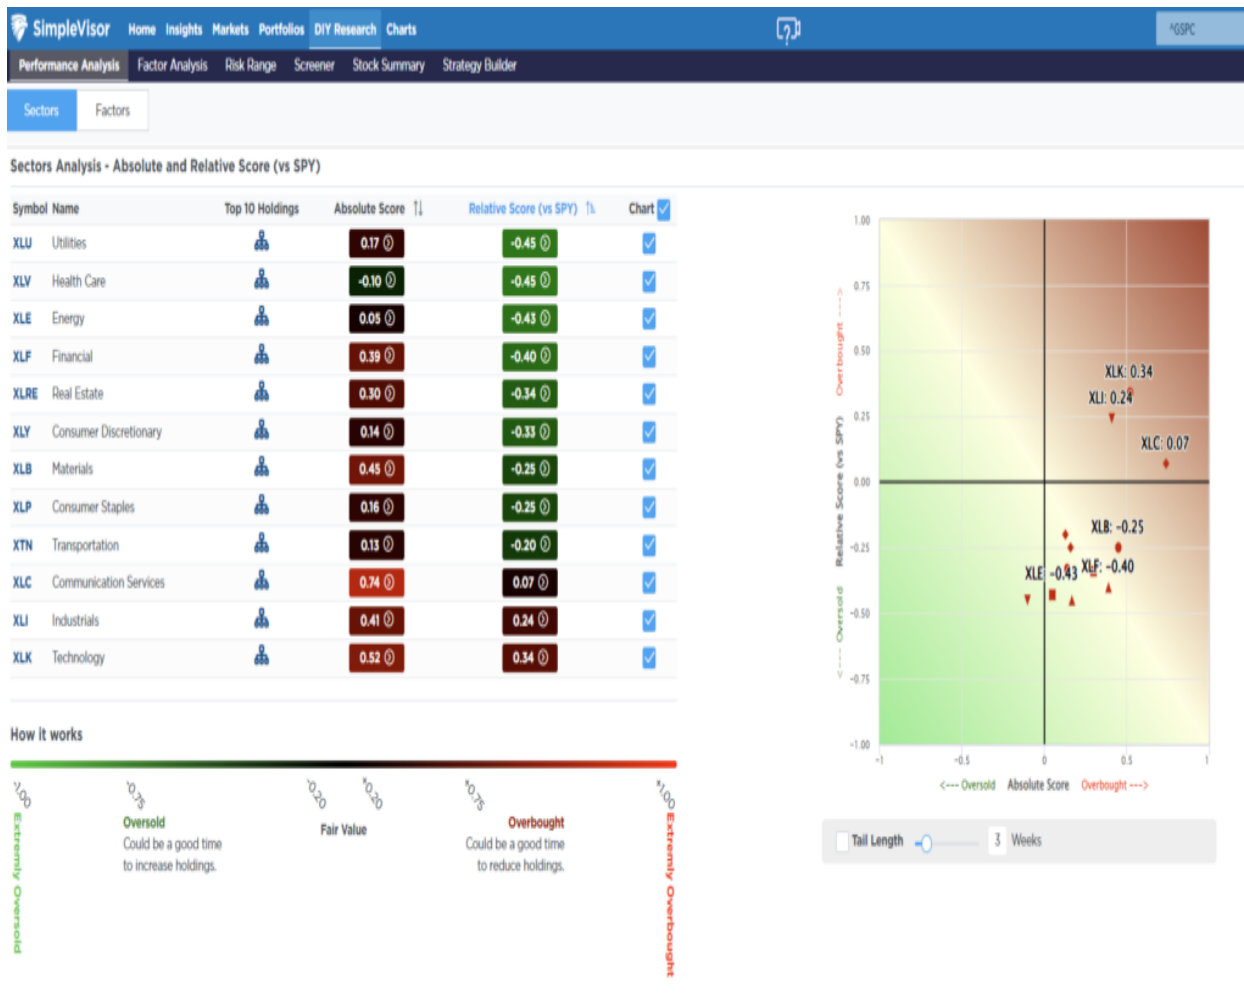 SimpleVisor Home Insights Markets Portfolios DIY Research Charts ^GSPC
Performance Analysis Factor Analysis Risk Range Screener Stock Summary Strategy Builder
Sectors Factors
Sectors Analysis - Absolute and Relative Score (vs SPY)
Symbol Name Top 10 Holdings Absolute Score Relative Score (vs SPY) Chart
XLU Utilities 0.17 -0.45
XLV Health Care -0.10 -0.45
XLE Energy 0.05 -0.43
XLF Financial 0.39 -0.40
XLRE Real Estate 0.30 -0.34
XLY Consumer Discretionary 0.14 -0.33
XLB Materials 0.45 -0.25
XLP Consumer Staples 0.16 -0.25
XTN Transportation 0.13 -0.20
XLC Communication Services 0.74 0.07
XLI Industrials 0.41 0.24
XLK Technology 0.52 0.34
How it works
-1.00 -0.75 -0.20 +0.20 +0.75 +1.00
Extremly Oversold
Oversold
Could be a good time
to increase holdings.
Fair Value
Overbought
Could be a good time
to reduce holdings.
Extremly Overbought
1.00
0.75
0.50
0.25
0.00
-0.25
-0.50
-0.75
-1.00
<--- Oversold Relative Score (vs SPY) Overbought --->
XLK: 0.34
XLI: 0.24
XLC: 0.07
XLB: -0.25
XLF: -0.40
XLE: -0.43
-1 -0.5 0 0.5 1
<--- Oversold Absolute Score Overbought --->
Tail Length 3 Weeks